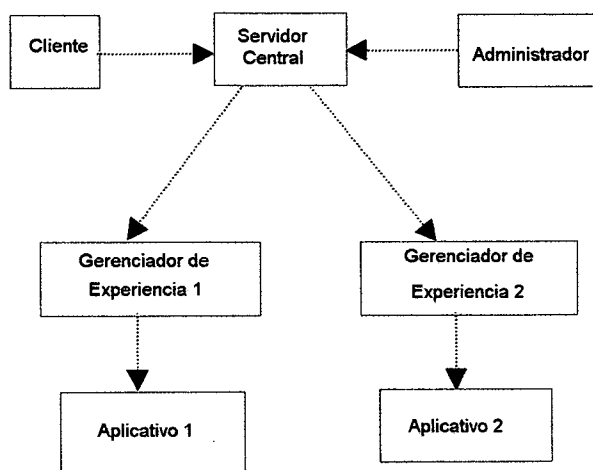 Cliente
Servidor
Central
Administrador
Gerenciador de
Experiencia 1
Gerenciador de
Experiencia 2
Aplicativo 1
Aplicativo 2